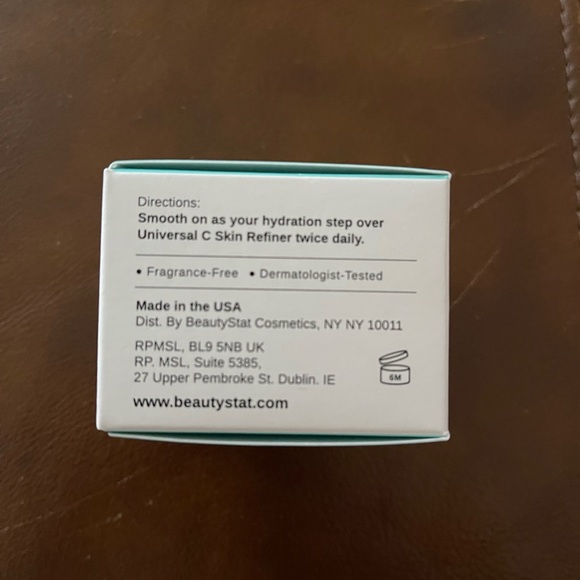 Directions:
Smooth on as your hydration step over
Universal C Skin Refiner twice daily.
• Fragrance-Free • Dermatologist-Tested
Made in the USA
Dist. By BeautyStat Cosmetics, NY NY 10011
RPMSL, BL9 5NB UK
RP. MSL, Suite 5385,
27 Upper Pembroke St. Dublin. IE
6M
www.beautystat.com